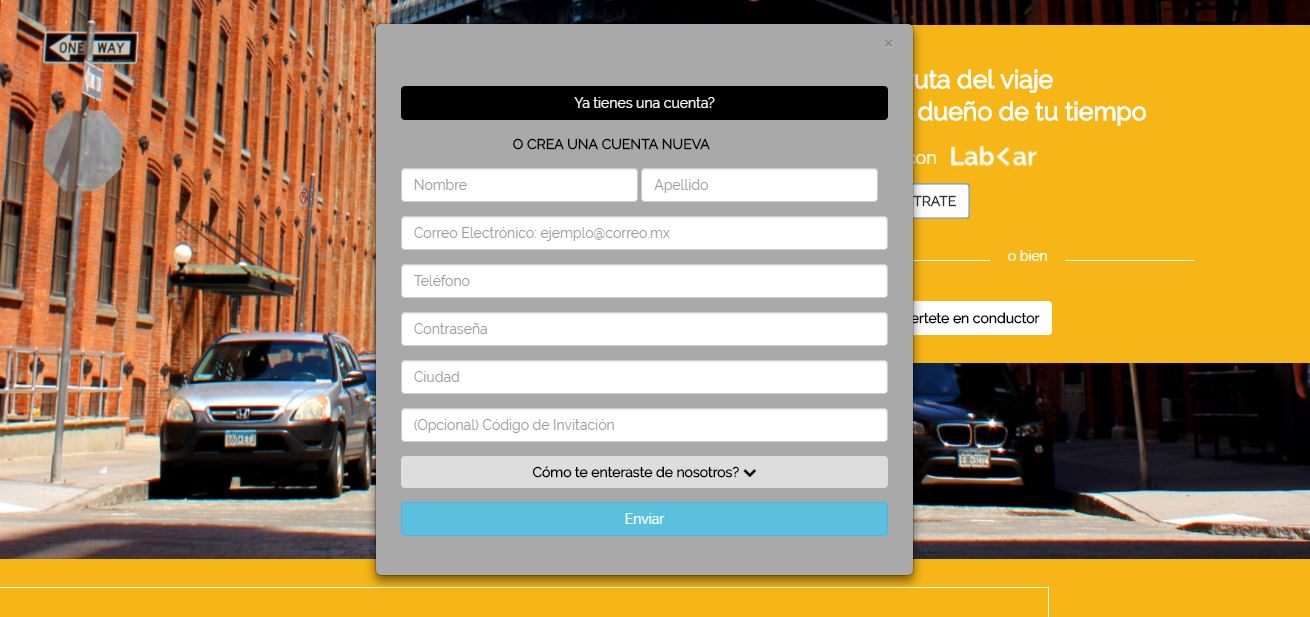 ONE WAY
×
Ya tienes una cuenta?
O CREA UNA CUENTA NUEVA
Nombre
Apellido
Correo Electrónico: ejemplo@correo.mx
Teléfono
Contraseña
Ciudad
(Opcional) Código de Invitación
Cómo te enteraste de nosotros?
Enviar
uta del viaje
dueño de tu tiempo
con Labcar
TRATE
o bien
ertete en conductor